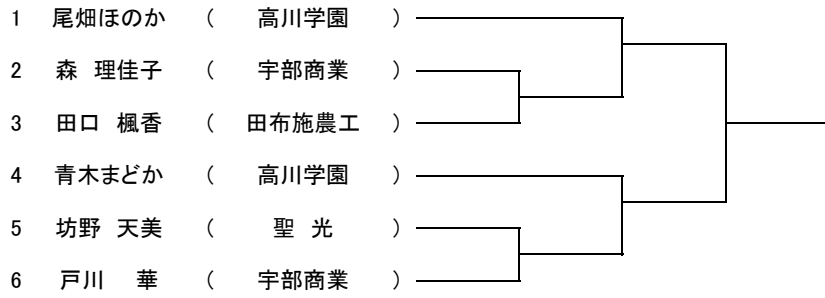 1 尾畑ほのか ( 高川学園 )
2 森 理佳子 ( 宇部商業 )
3 田口 楓香 ( 田布施農工 )
4 青木まどか ( 高川学園 )
5 坊野 天美 ( 聖 光 )
6 戸川 華 ( 宇部商業 )